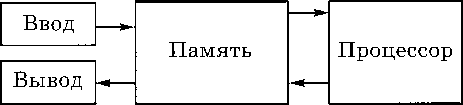 Ввод
Память
Процессор
Вывод